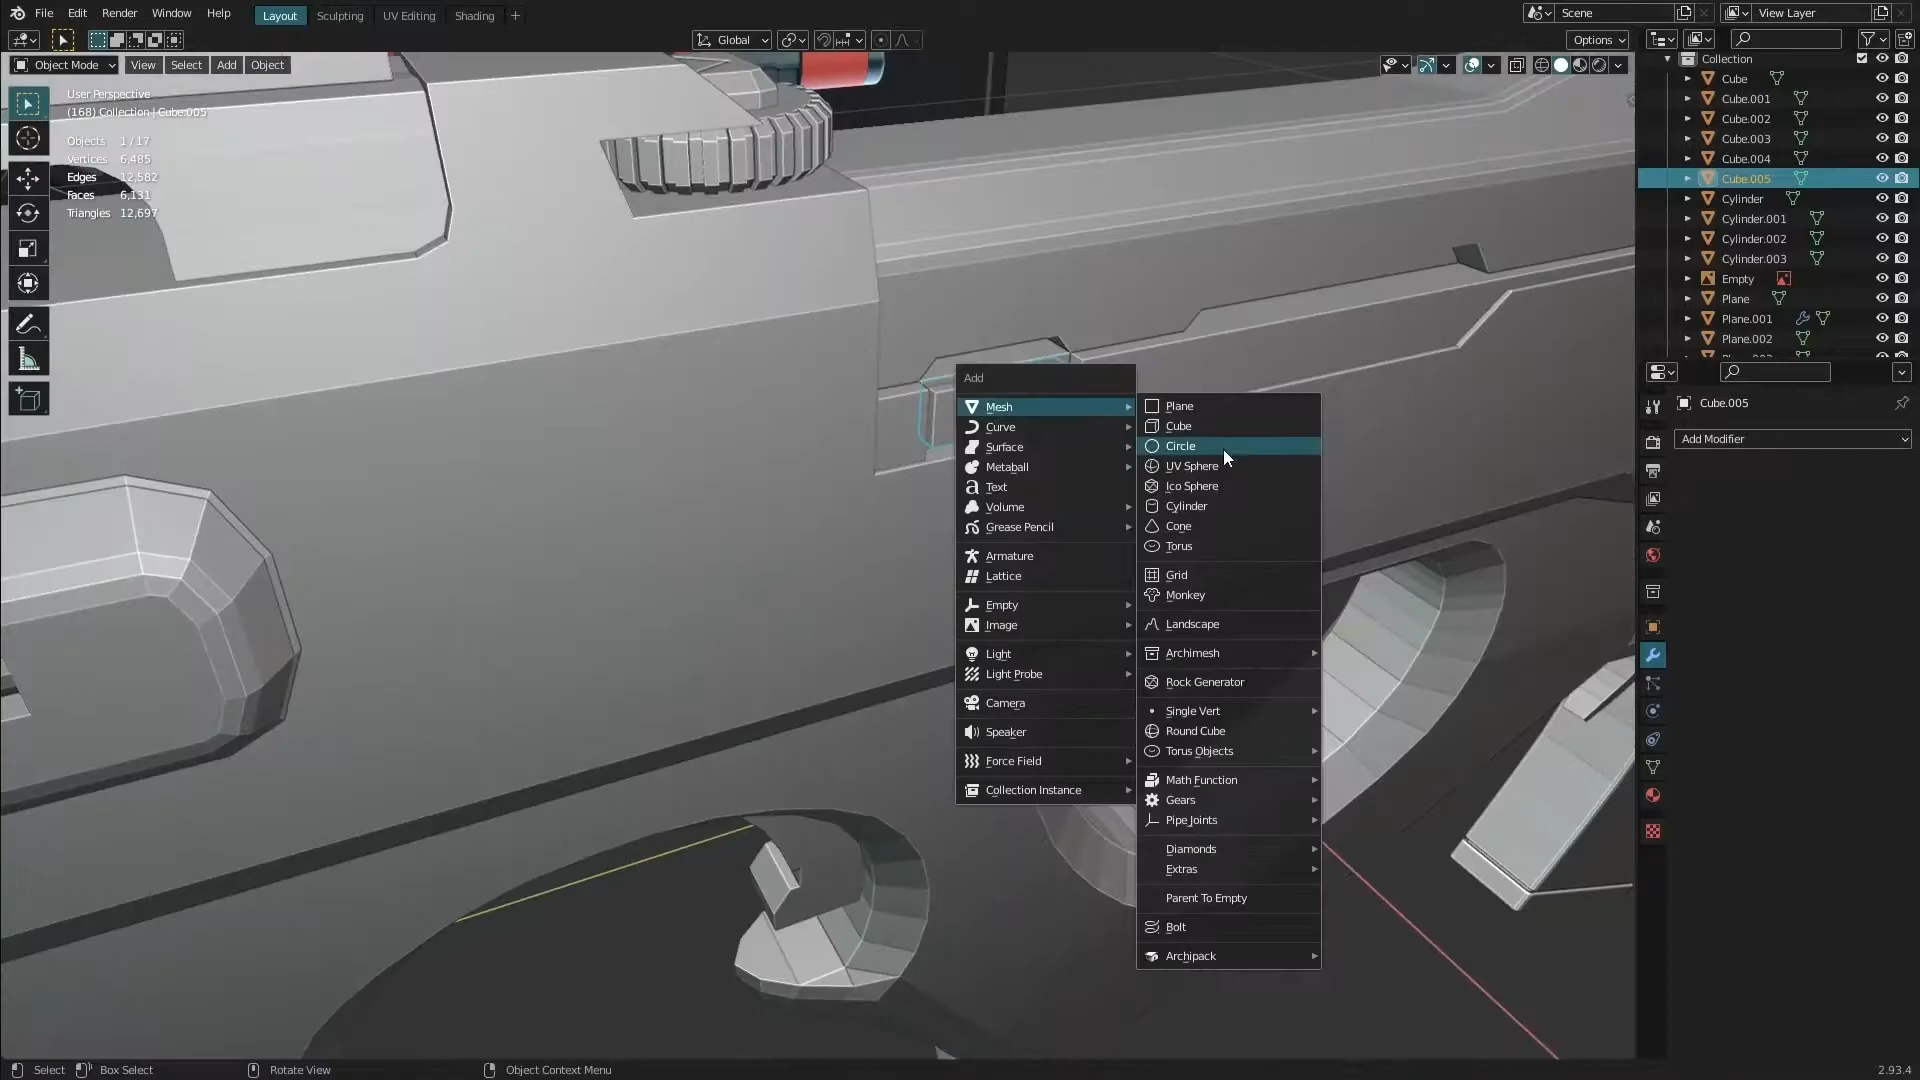 File Edit Render Window Help Layout Sculpting UV Editing Shading + Scene View Layer
Global Options
Object Mode View Select Add Object
User Perspective
(168) Collection | Cube.005
Objects 1 / 17
Vertices 6,485
Edges 12,582
Faces 6,131
Triangles 12,697
Add
Mesh
Curve
Surface
Metaball
Text
Volume
Grease Pencil
Armature
Lattice
Empty
Image
Light
Light Probe
Camera
Speaker
Force Field
Collection Instance
Plane
Cube
Circle
UV Sphere
Ico Sphere
Cylinder
Cone
Torus
Grid
Monkey
Landscape
Archimesh
Rock Generator
Single Vert
Round Cube
Torus Objects
Math Function
Gears
Pipe Joints
Diamonds
Extras
Parent To Empty
Bolt
Archipack
Collection
Cube
Cube.001
Cube.002
Cube.003
Cube.004
Cube.005
Cylinder
Cylinder.001
Cylinder.002
Cylinder.003
Empty
Plane
Plane.001
Plane.002
Cube.005
Add Modifier
Select Box Select Rotate View Object Context Menu 2.93.4